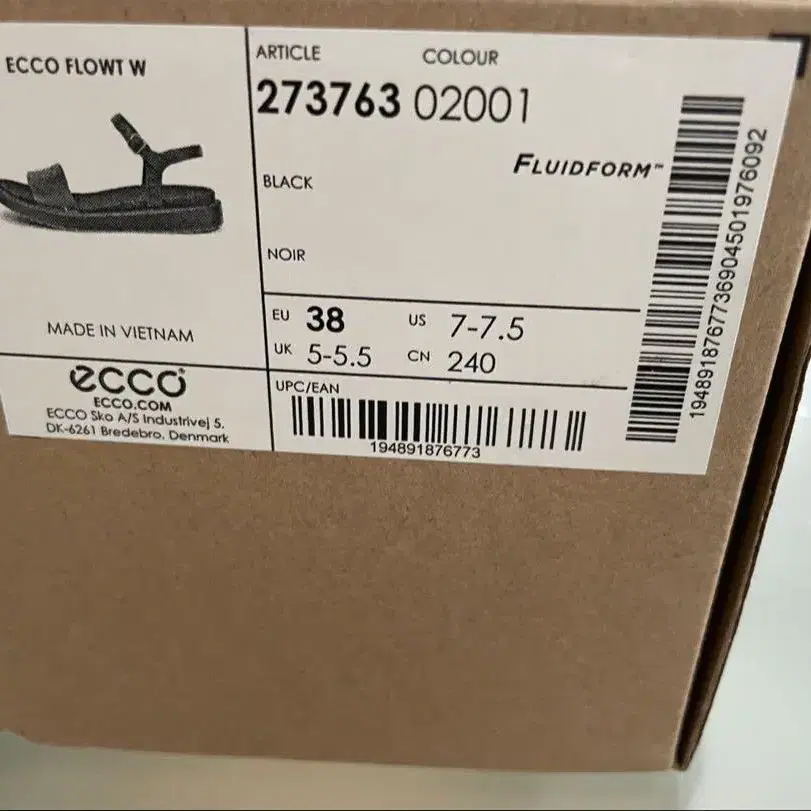 ECCO FLOWT W
MADE IN VIETNAM
ecco
ECCO.COM
ECCO Sko A/S Industrivej 5,
DK-6261 Bredebro, Denmark
ARTICLE COLOUR
273763 02001
FLUIDFORM™
BLACK
NOIR
EU 38 US 7-7.5
UK 5-5.5 CN 240
UPC/EAN
194891876773
1948918767736904501976092